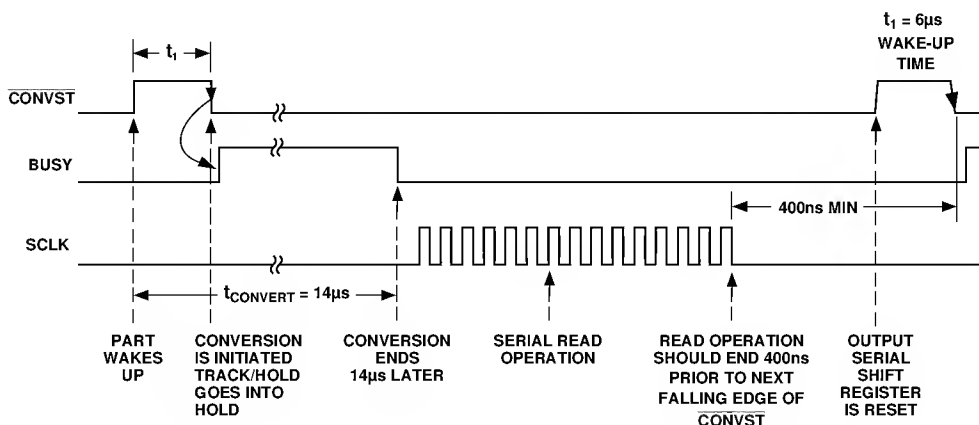 t1 = 6µs
WAKE-UP
TIME
t1
CONVST
BUSY
400ns MIN
SCLK
tCONVERT = 14µs
PART
WAKES
UP
CONVERSION
IS INITIATED
TRACK/HOLD
GOES INTO
HOLD
CONVERSION
ENDS
14µs LATER
SERIAL READ
OPERATION
READ OPERATION
SHOULD END 400ns
PRIOR TO NEXT
FALLING EDGE OF
CONVST
OUTPUT
SERIAL
SHIFT
REGISTER
IS RESET